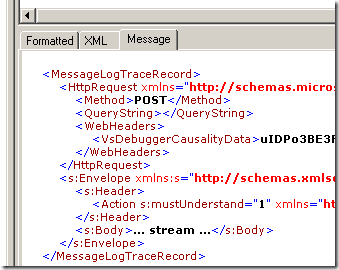 Formatted XML Message
<MessageLogTraceRecord>
<HttpRequest xmlns="http://schemas.micros
<Method>POST</Method>
<QueryString></QueryString>
<WebHeaders>
<VsDebuggerCausalityData>uIDPo3BE3F
</WebHeaders>
</HttpRequest>
<s:Envelope xmlns:s="http://schemas.xmlso
<s:Header>
<Action s:mustUnderstand="1" xmlns="ht
</s:Header>
<s:Body>... stream ...</s:Body>
</s:Envelope>
</MessageLogTraceRecord>